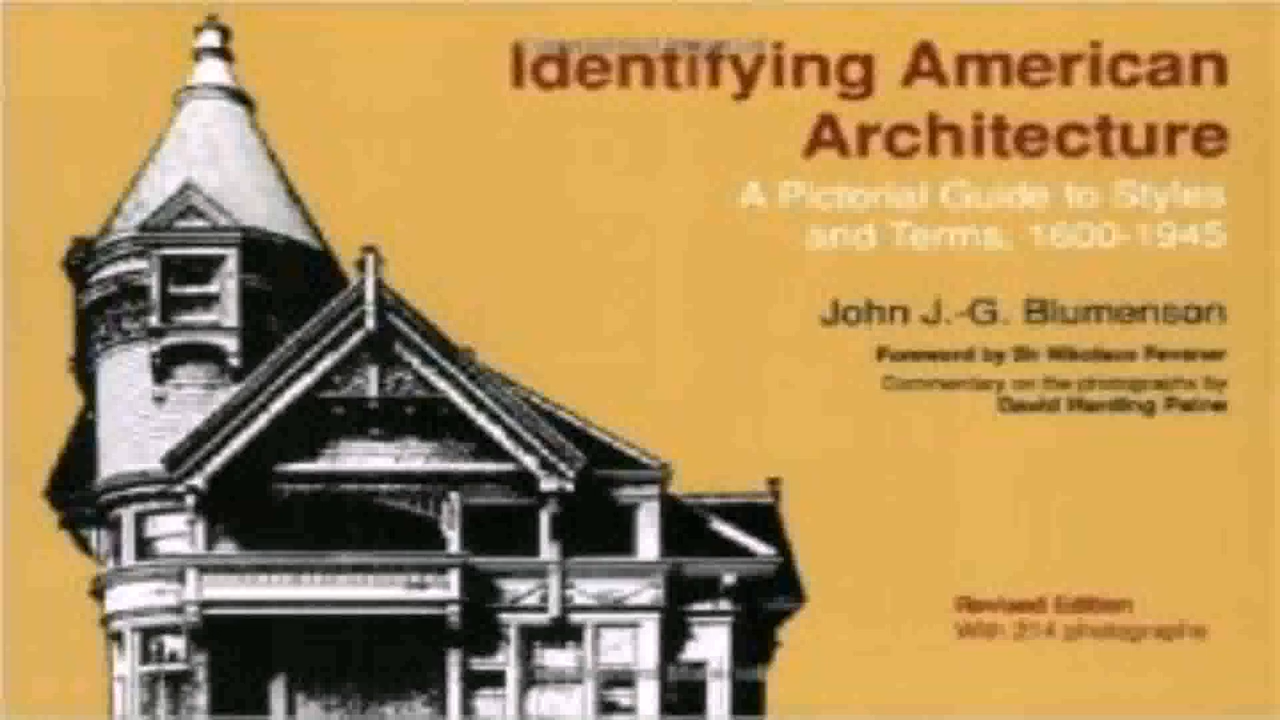 Identifying American
Architecture
A Pictorial Guide to Styles
and Terms, 1600-1945
John J.-G. Blumenson
Foreword by Sir Nikolaus Pevsner
Commentary on the photographs by
David Harding Paine
Revised Edition
With 214 photographs